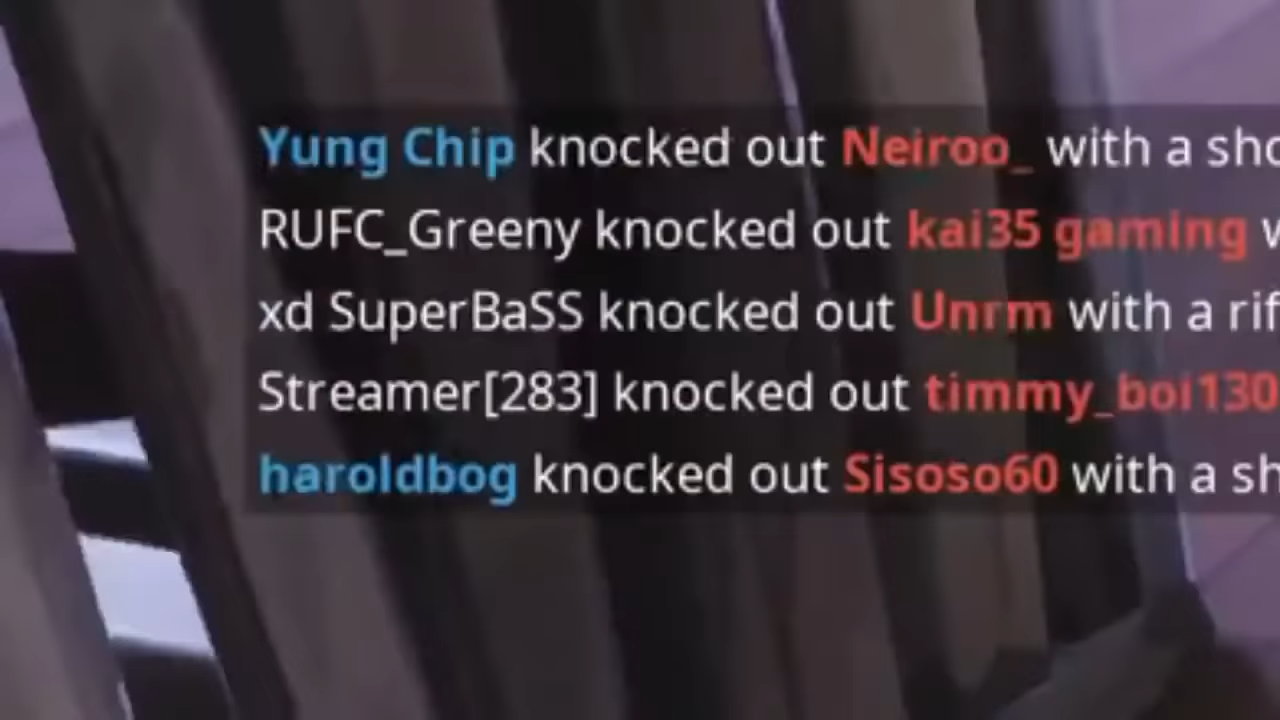 Yung Chip knocked out Neiroo_ with a sho
RUFC_Greeny knocked out kai35 gaming w
xd SuperBaSS knocked out Unrm with a rif
Streamer[283] knocked out timmy_boi130
haroldbog knocked out Sisoso60 with a sh